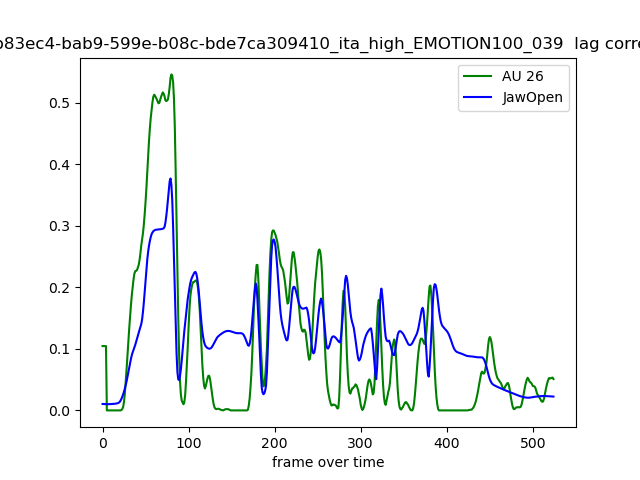 b83ec4-bab9-599e-b08c-bde7ca309410_ita_high_EMOTION100_039 lag corre
AU 26
JawOpen
0.5
0.4
0.3
0.2
0.1
0.0
0 100 200 300 400 500
frame over time